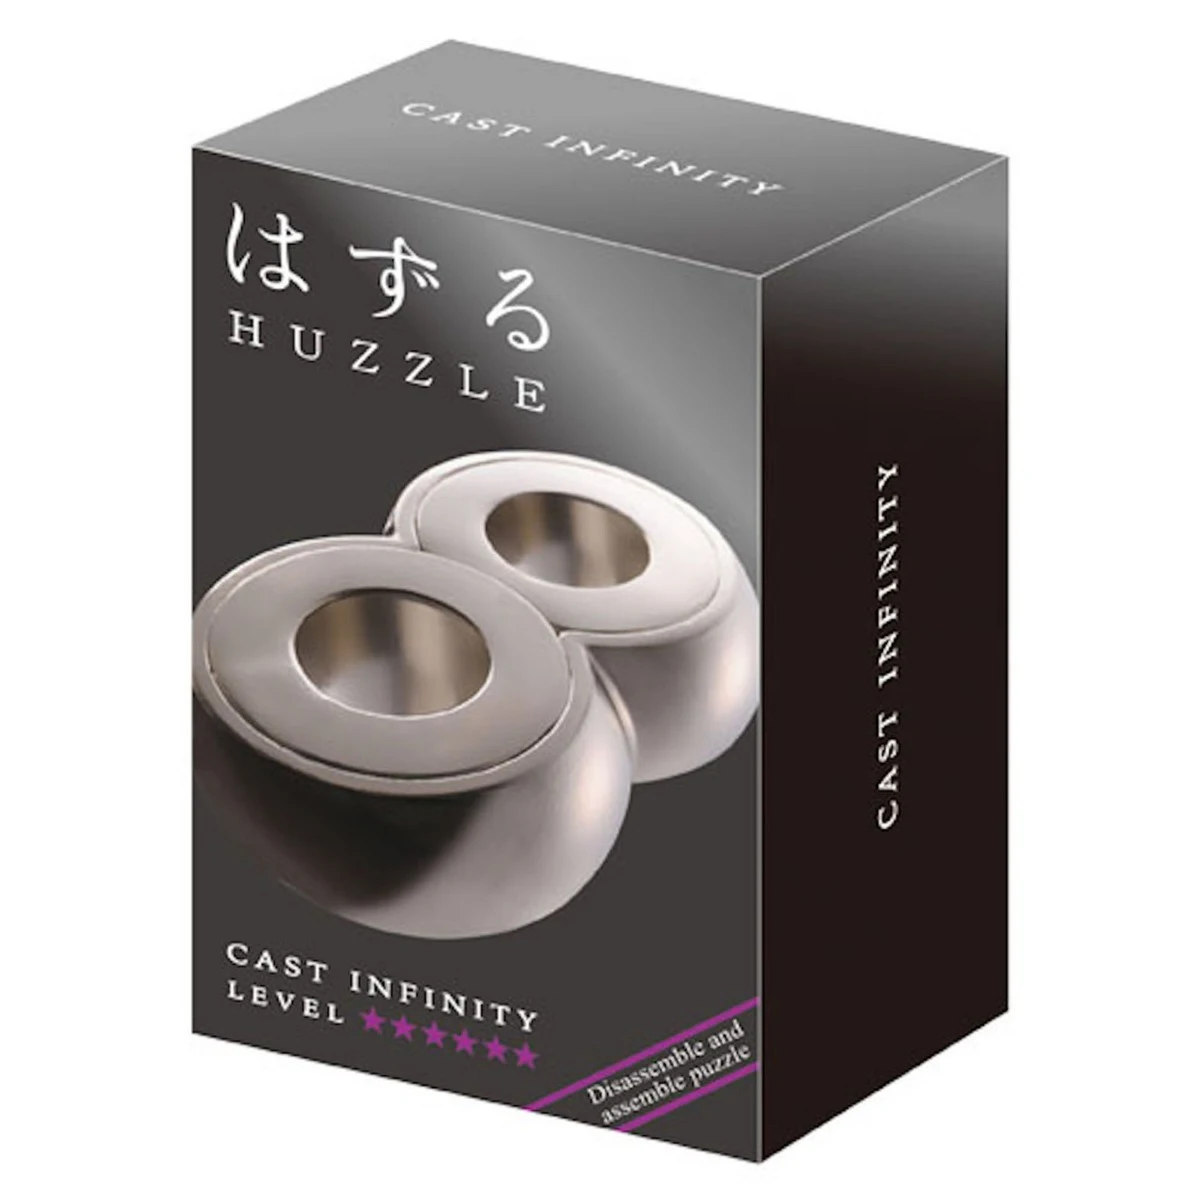 CAST INFINITY
はずる
HUZZLE
CAST INFINITY
LEVEL ★★★★★★
Disassemble and
assemble puzzle
CAST INFINITY